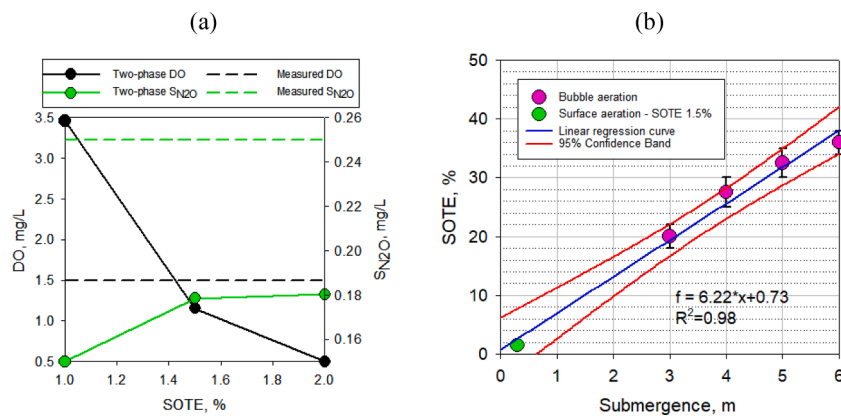 (a)
Two-phase DO
Measured DO
Two-phase SN2O
Measured SN2O
3.5
3.0
2.5
2.0
1.5
1.0
0.5
DO, mg/L
0.26
0.24
0.22
0.20
0.18
0.16
SN2O, mg/L
1.0 1.2 1.4 1.6 1.8 2.0
SOTE, %
(b)
50
40
30
20
10
0
SOTE, %
Bubble aeration
Surface aeration - SOTE 1.5%
Linear regression curve
95% Confidence Band
f = 6.22*x+0.73
R2=0.98
0 1 2 3 4 5 6
Submergence, m